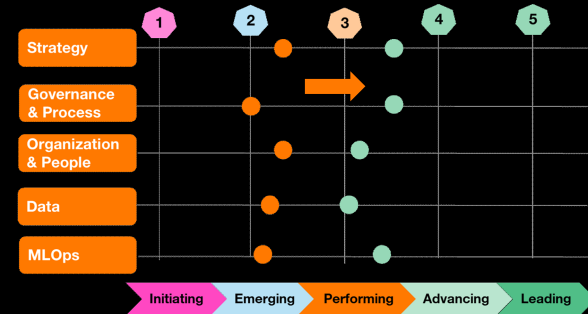 1 2 3 4 5
Strategy
Governance
& Process
Organization
& People
Data
MLOps
Initiating Emerging Performing Advancing Leading